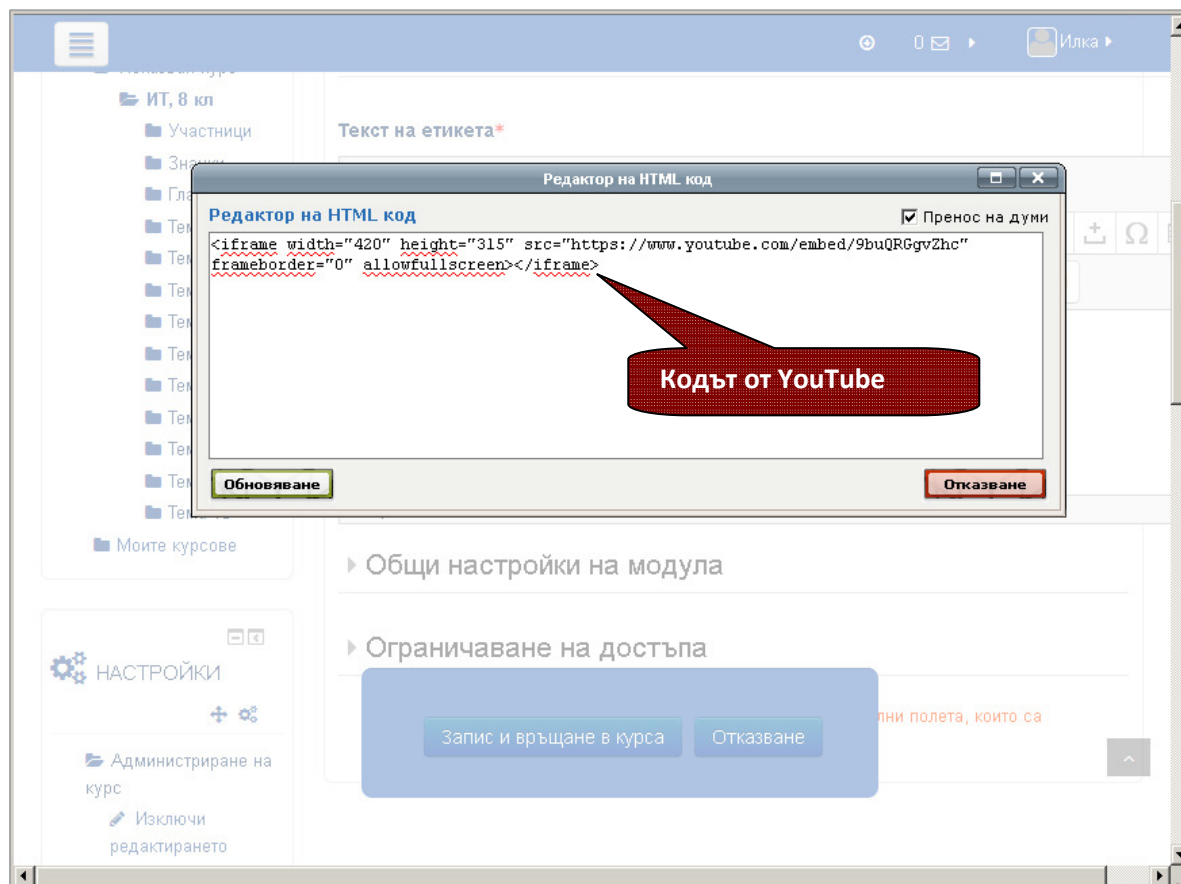 0
Илка
ИТ, 8 кл
Участници
Текст на етикета*
Редактор на HTML код
Редактор на HTML код
Пренос на думи
<iframe width="420" height="315" src="https://www.youtube.com/embed/9buQRGgvZhc"
frameborder="0" allowfullscreen></iframe>
Ω
Кодът от YouTube
Обновяване
Отказване
Моите курсове
Общи настройки на модула
Ограничаване на достъпа
НАСТРОЙКИ
полета, които са
Запис и връщане в курса
Отказване
Администриране на
курс
Изключи
редактирането